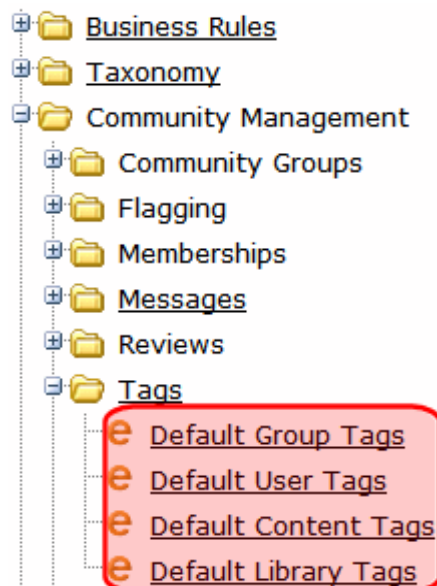 Business Rules
Taxonomy
Community Management
Community Groups
Flagging
Memberships
Messages
Reviews
Tags
Default Group Tags
Default User Tags
Default Content Tags
Default Library Tags